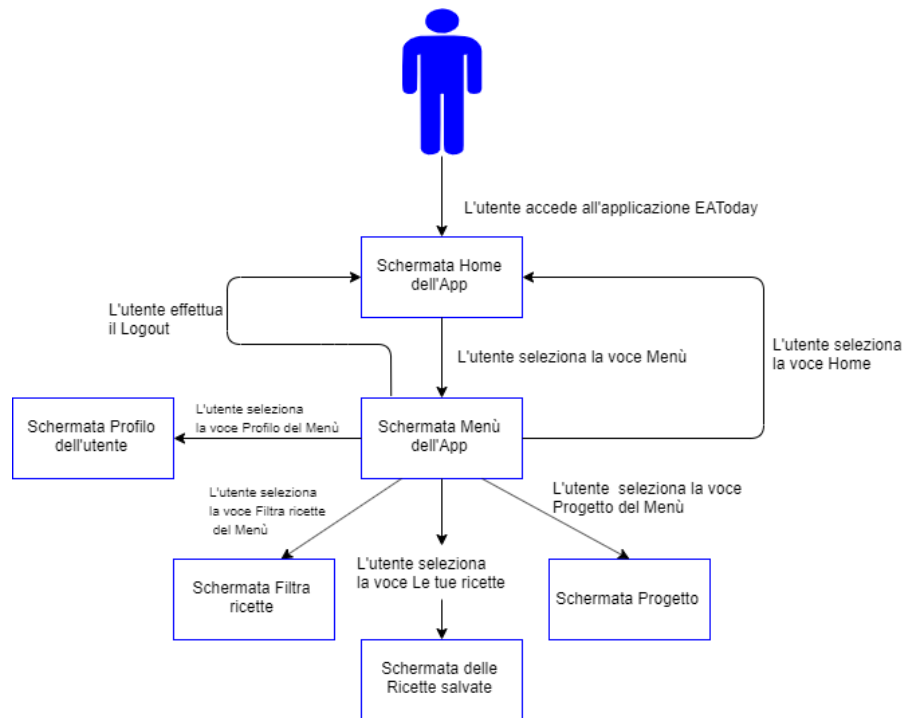 L'utente accede all'applicazione EAToday
Schermata Home
dell'App
L'utente effettua
il Logout
L'utente seleziona la voce Menù
L'utente seleziona
la voce Home
Schermata Profilo
dell'utente
L'utente seleziona
la voce Profilo del Menù
Schermata Menù
dell'App
L'utente seleziona
la voce Filtra ricette
del Menù
L'utente seleziona la voce
Progetto del Menù
L'utente seleziona
la voce Le tue ricette
Schermata Filtra
ricette
Schermata Progetto
Schermata delle
Ricette salvate